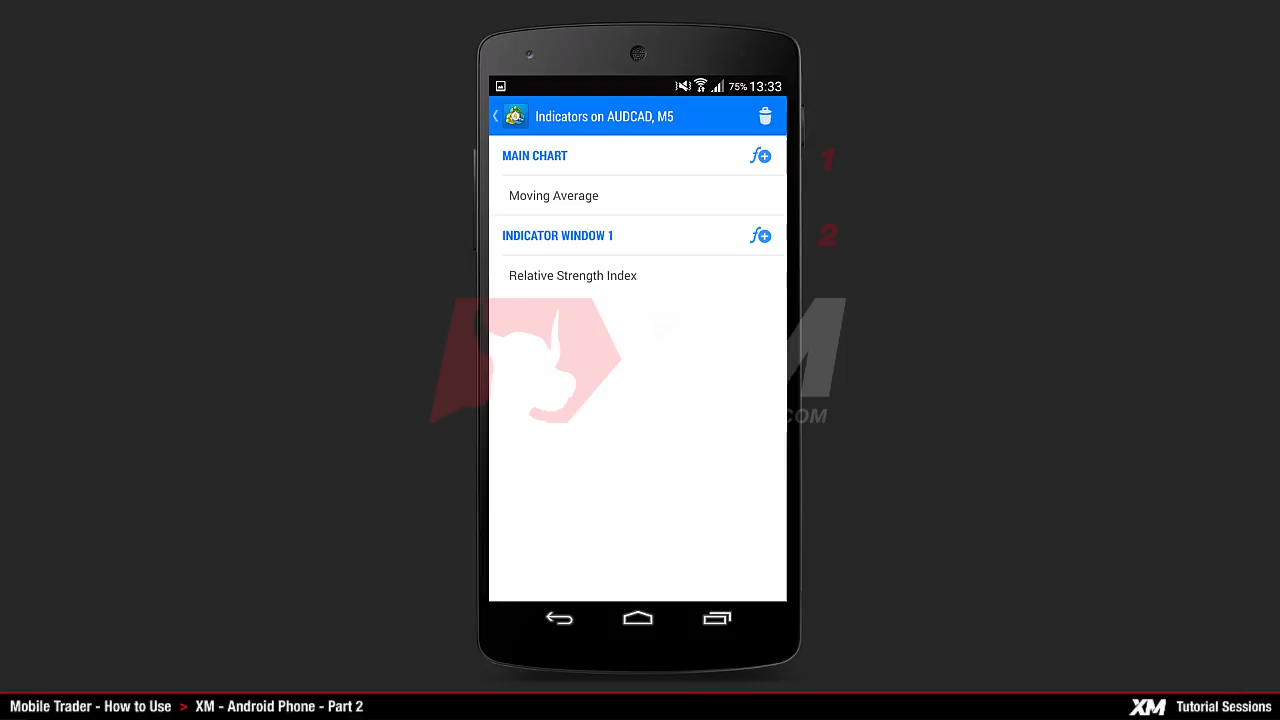 75% 13:33
Indicators on AUDCAD, M5
MAIN CHART
1
Moving Average
INDICATOR WINDOW 1
2
Relative Strength Index
M
.COM
Mobile Trader - How to Use > XM - Android Phone - Part 2
XM Tutorial Sessions